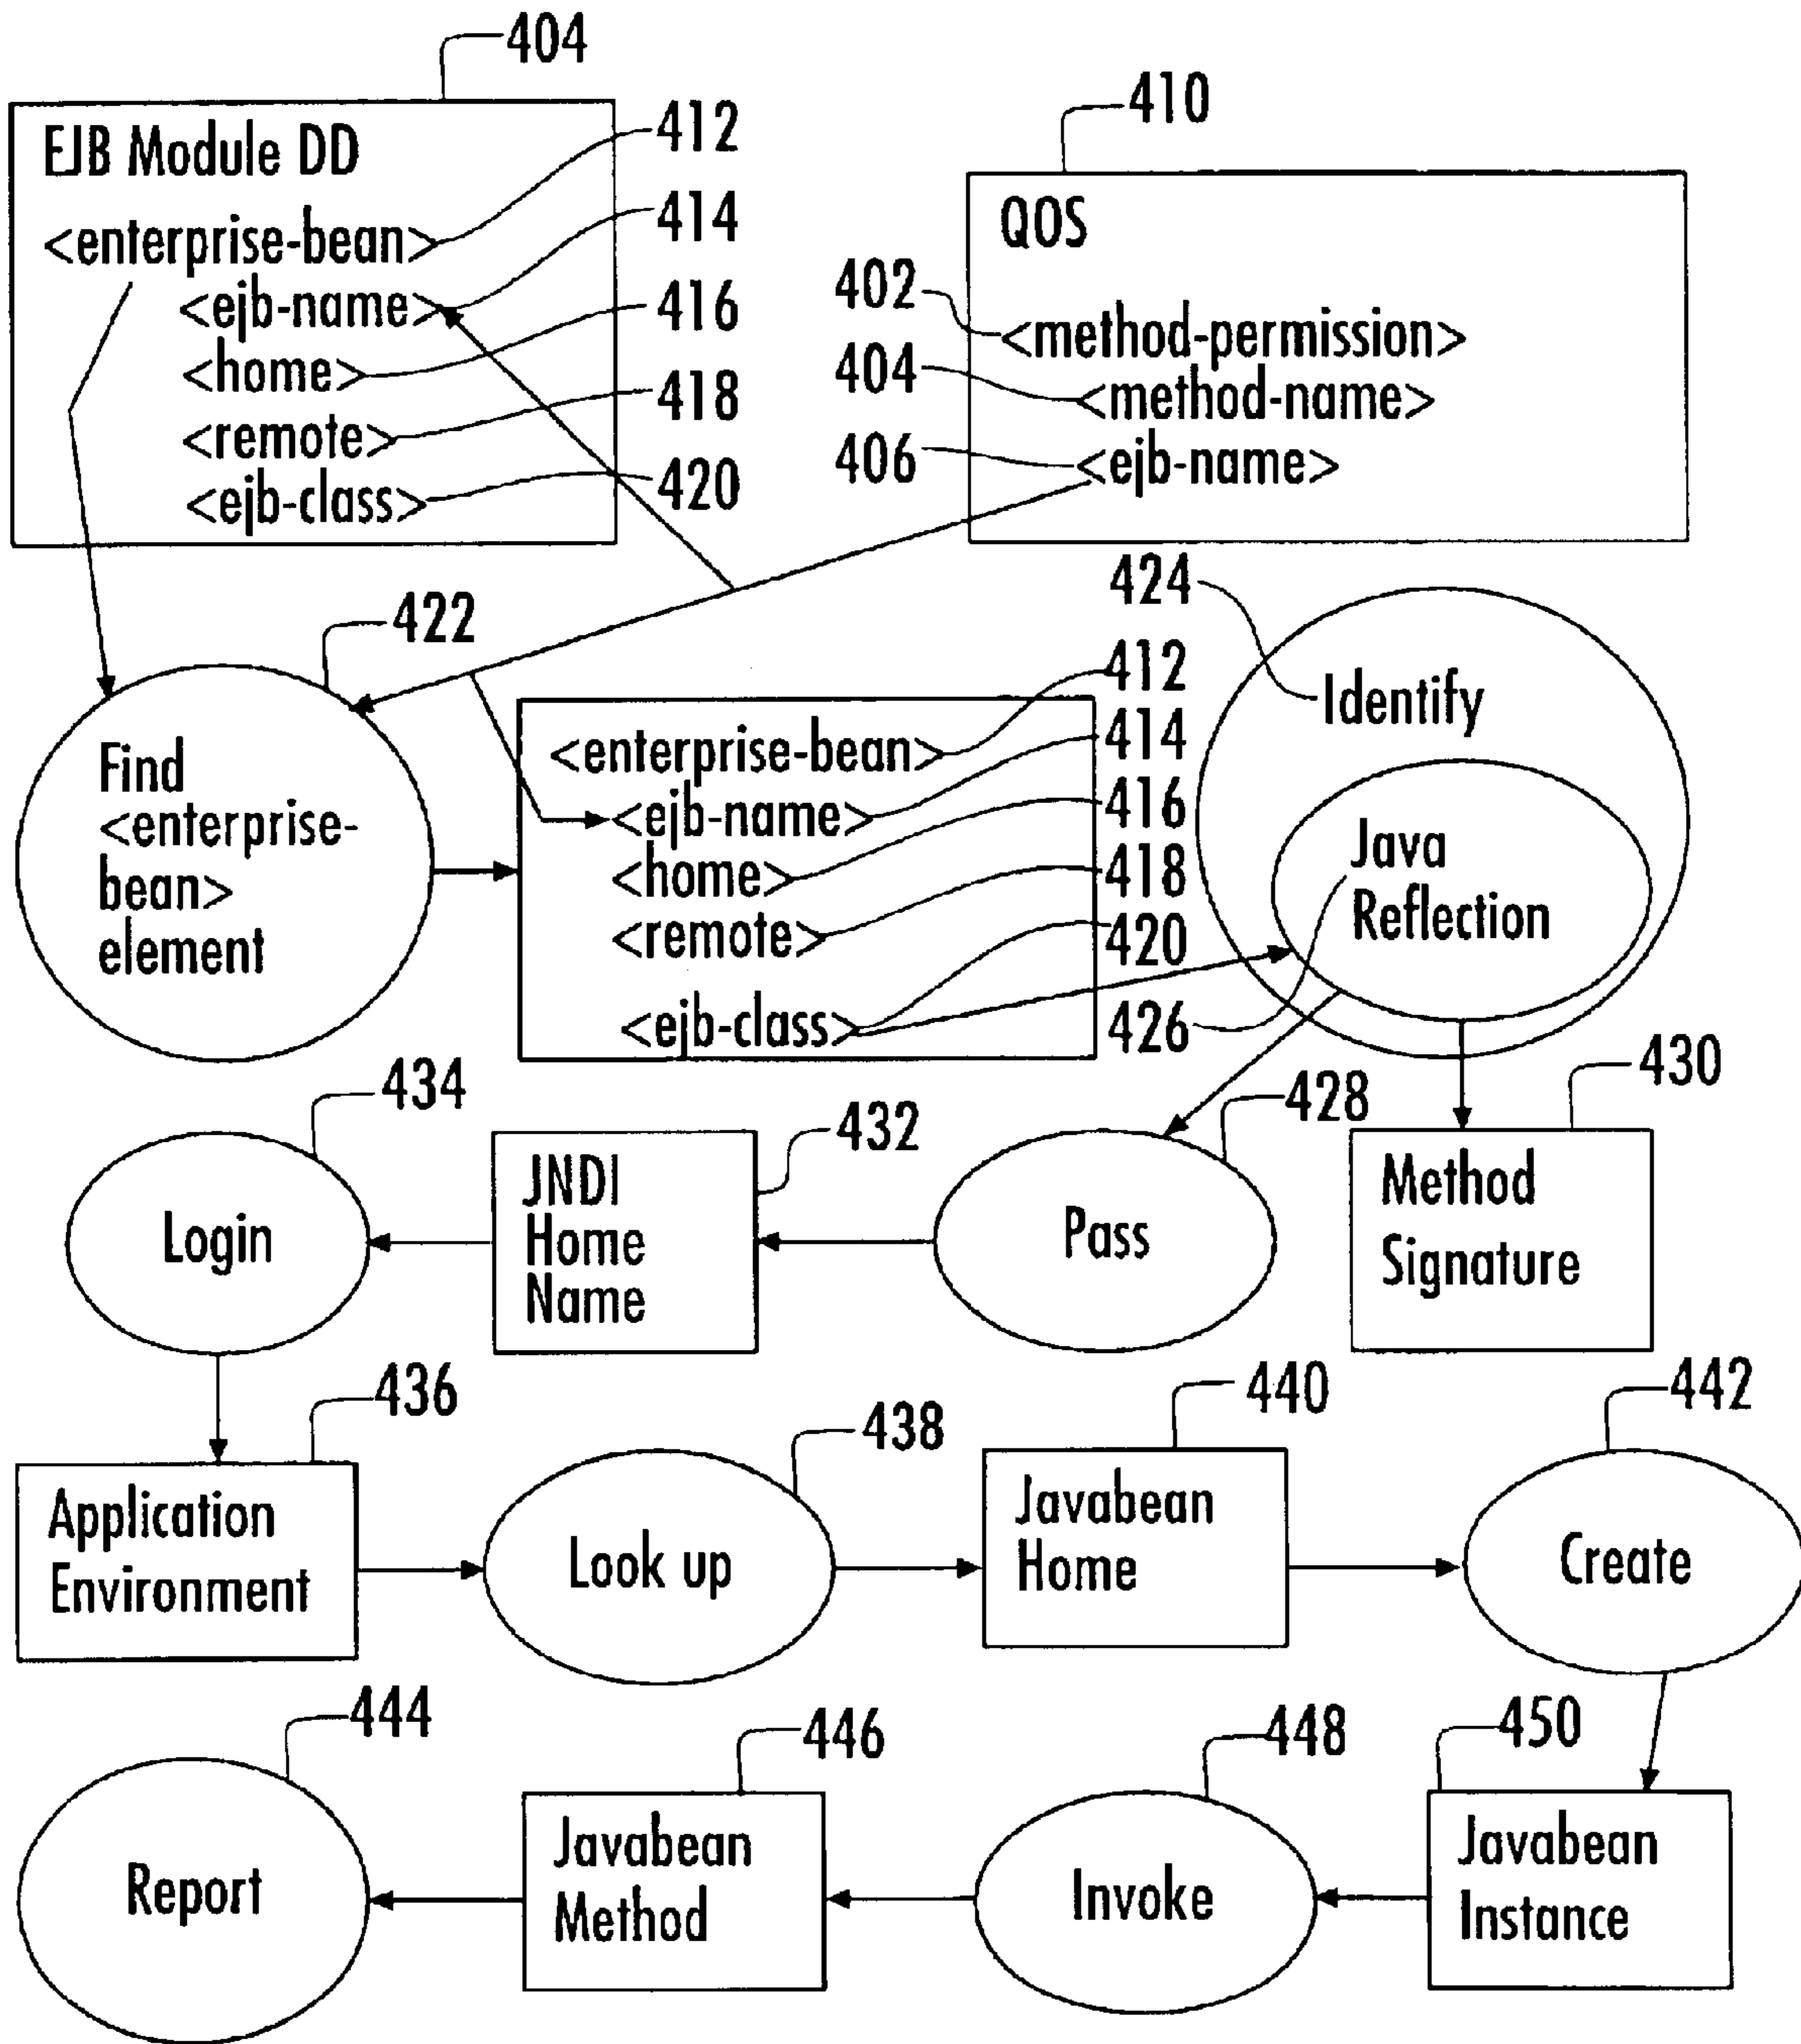 404
EJB Module DD
412
<enterprise-bean>
414
<ejb-name>
416
<home>
418
<remote>
420
<ejb-class>
410
QOS
402
<method-permission>
404
<method-name>
406
<ejb-name>
422
Find
<enterprise-
bean>
element
412
<enterprise-bean>
414
<ejb-name>
416
<home>
418
<remote>
420
<ejb-class>
424
Identify
Java
Reflection
426
434
Login
432
JNDI
Home
Name
428
Pass
430
Method
Signature
436
Application
Environment
438
Look up
440
Javabean
Home
442
Create
444
Report
446
Javabean
Method
448
Invoke
450
Javabean
Instance